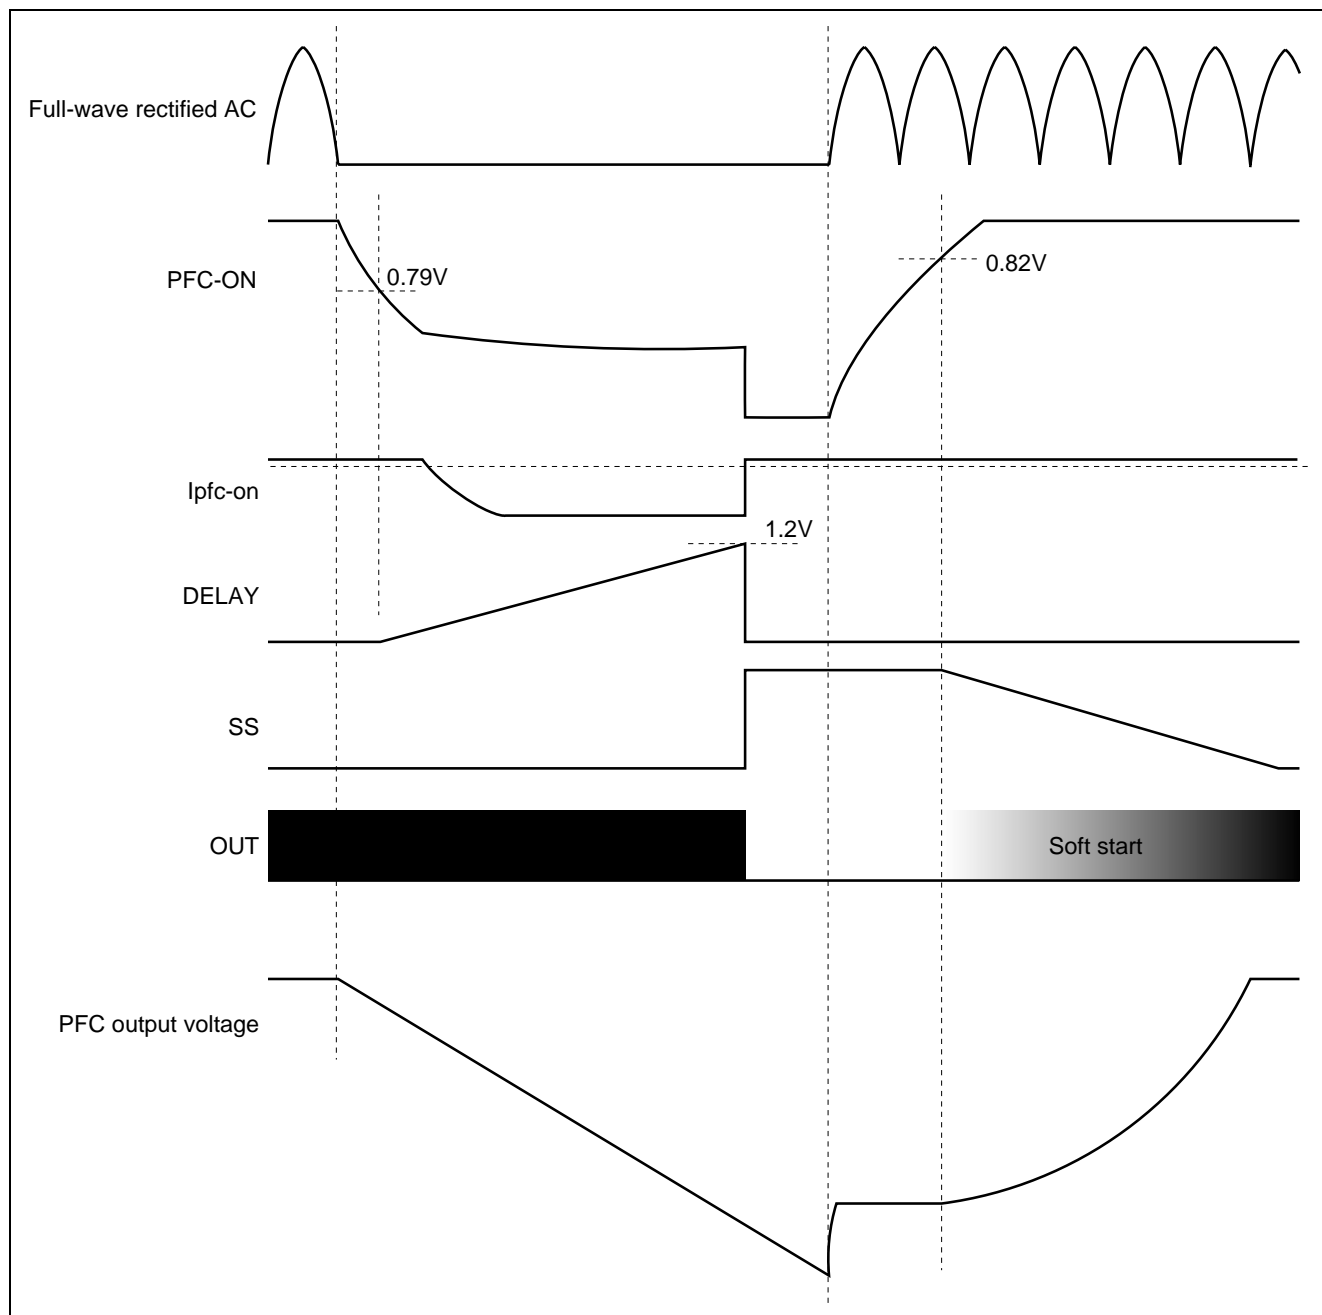 Full-wave rectified AC
PFC-ON
0.79V
0.82V
Ipfc-on
1.2V
DELAY
SS
OUT
Soft start
PFC output voltage